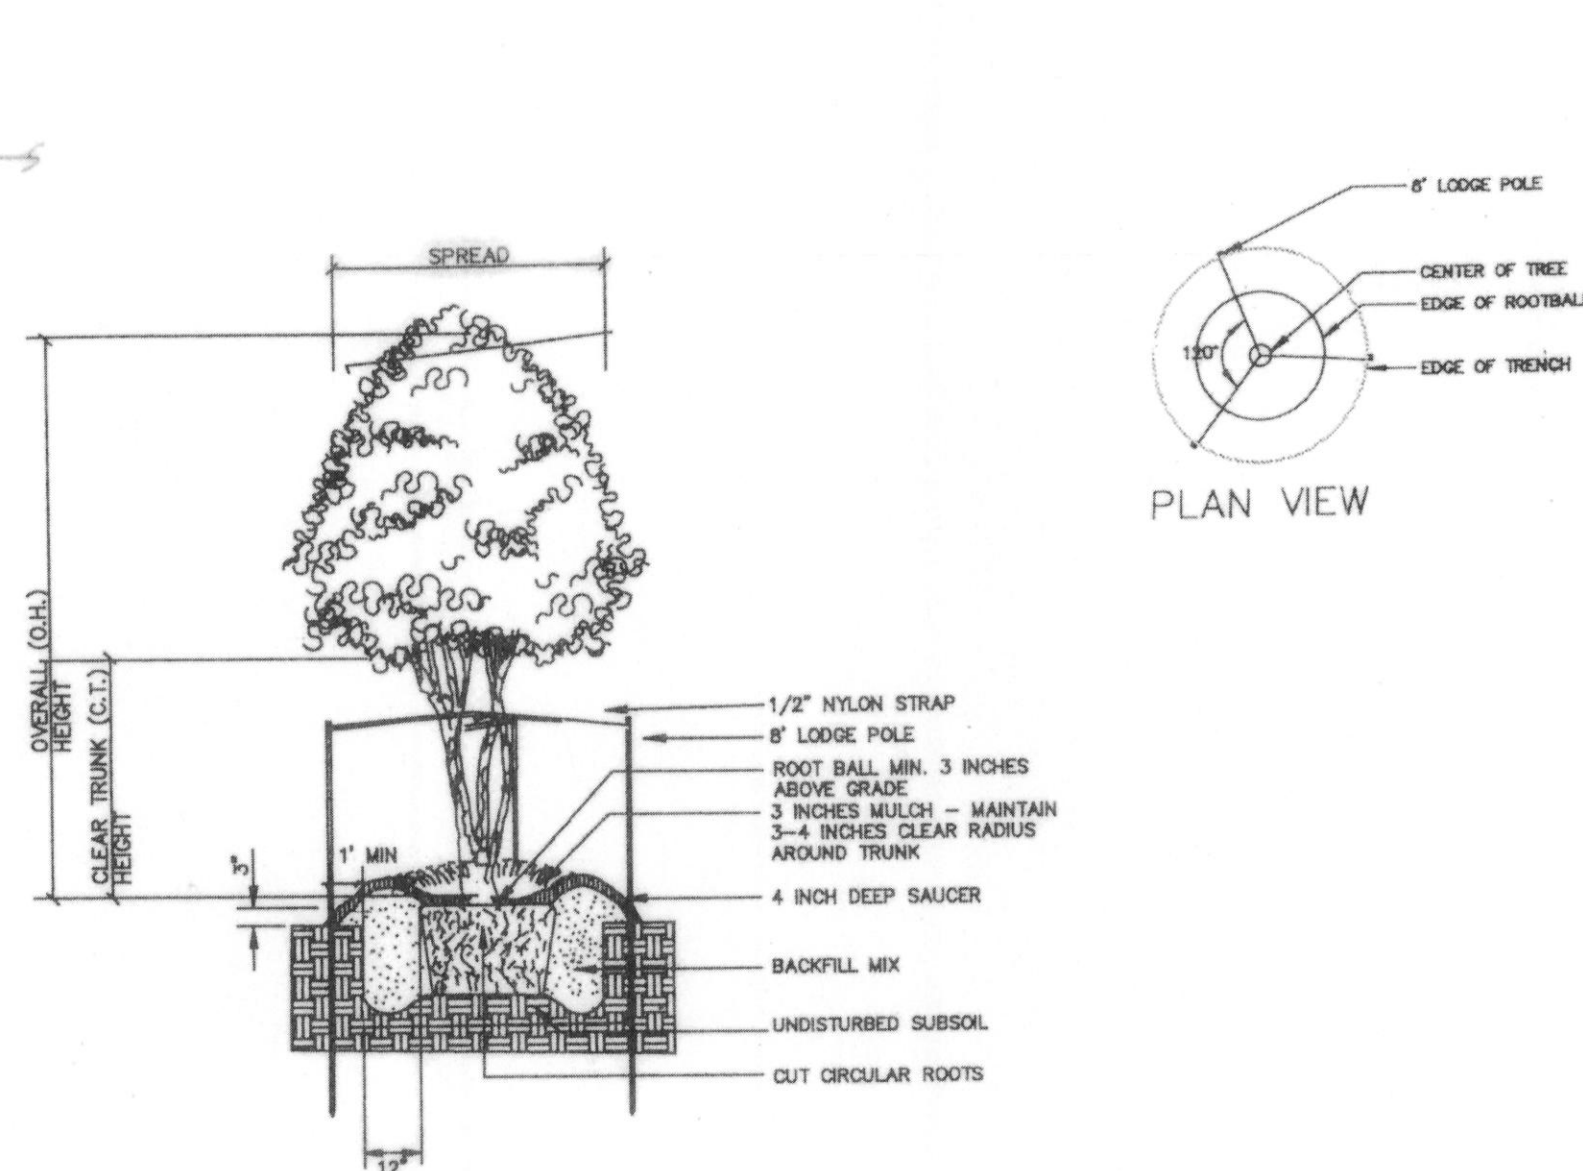 8' LODGE POLE
SPREAD
CENTER OF TREE
EDGE OF ROOTBALL
120°
EDGE OF TRENCH
PLAN VIEW
OVERALL (O.H.)
HEIGHT
CLEAR TRUNK (C.T.)
HEIGHT
1/2" NYLON STRAP
8' LODGE POLE
ROOT BALL MIN. 3 INCHES
ABOVE GRADE
3 INCHES MULCH – MAINTAIN
3–4 INCHES CLEAR RADIUS
AROUND TRUNK
1' MIN
3"
4 INCH DEEP SAUCER
BACKFILL MIX
UNDISTURBED SUBSOIL
CUT CIRCULAR ROOTS
12"